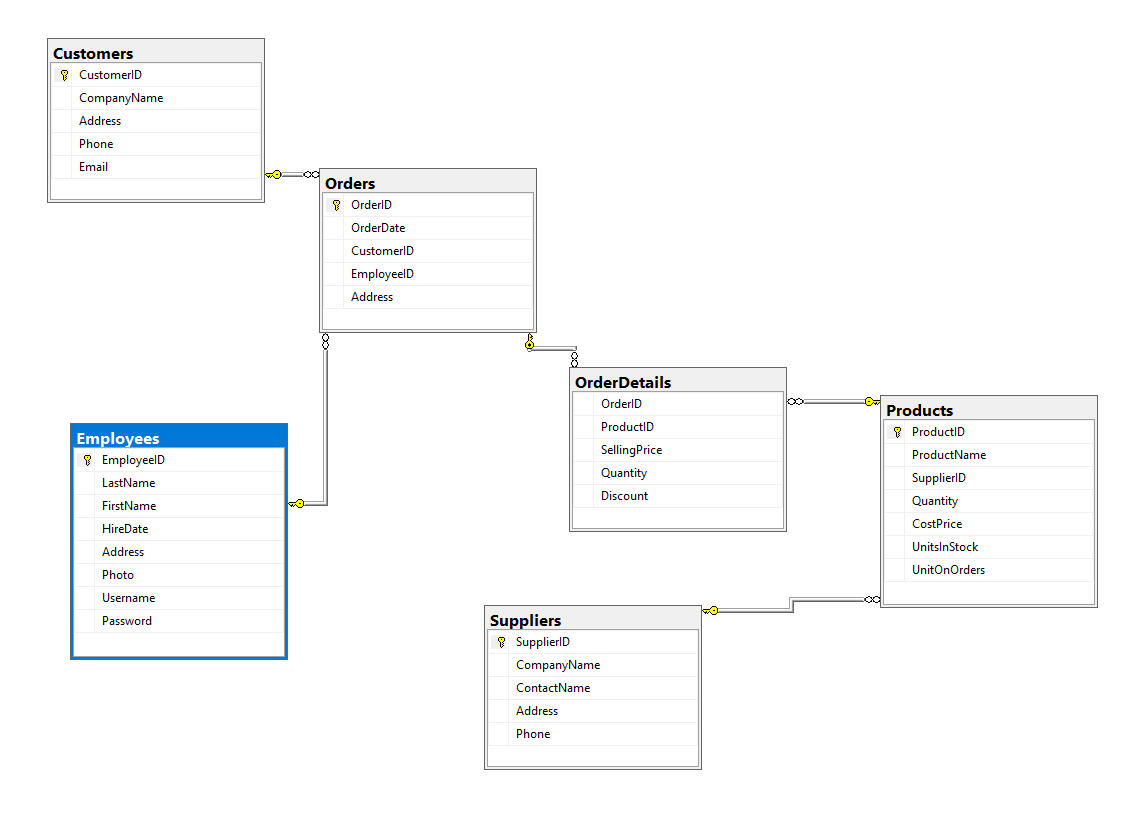 Customers
CustomerID
CompanyName
Address
Phone
Email
Orders
OrderID
OrderDate
CustomerID
EmployeeID
Address
OrderDetails
OrderID
ProductID
SellingPrice
Quantity
Discount
Products
ProductID
ProductName
SupplierID
Quantity
CostPrice
UnitsInStock
UnitOnOrders
Employees
EmployeeID
LastName
FirstName
HireDate
Address
Photo
Username
Password
Suppliers
SupplierID
CompanyName
ContactName
Address
Phone